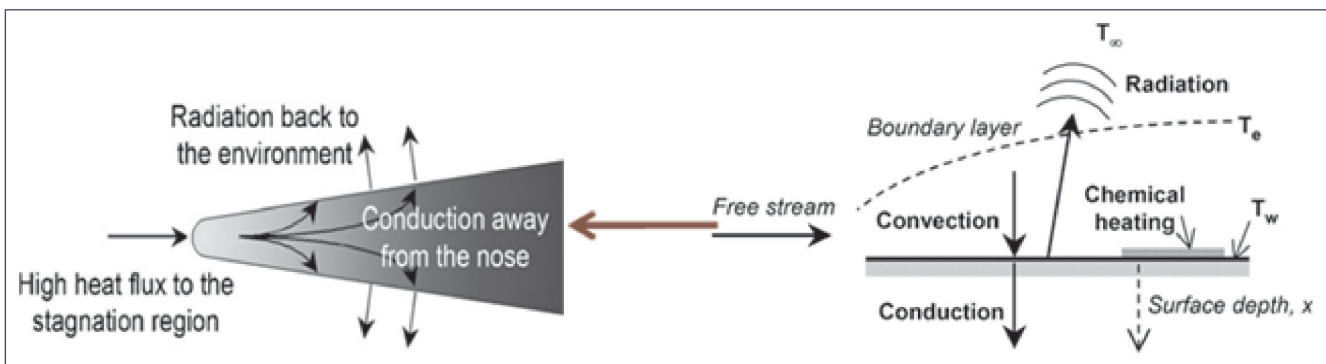 Radiation back to
the environment
Conduction away
from the nose
High heat flux to the
stagnation region
T∞
Radiation
Boundary layer
Te
Free stream
Convection
Chemical
heating
Tw
Conduction
Surface depth, x